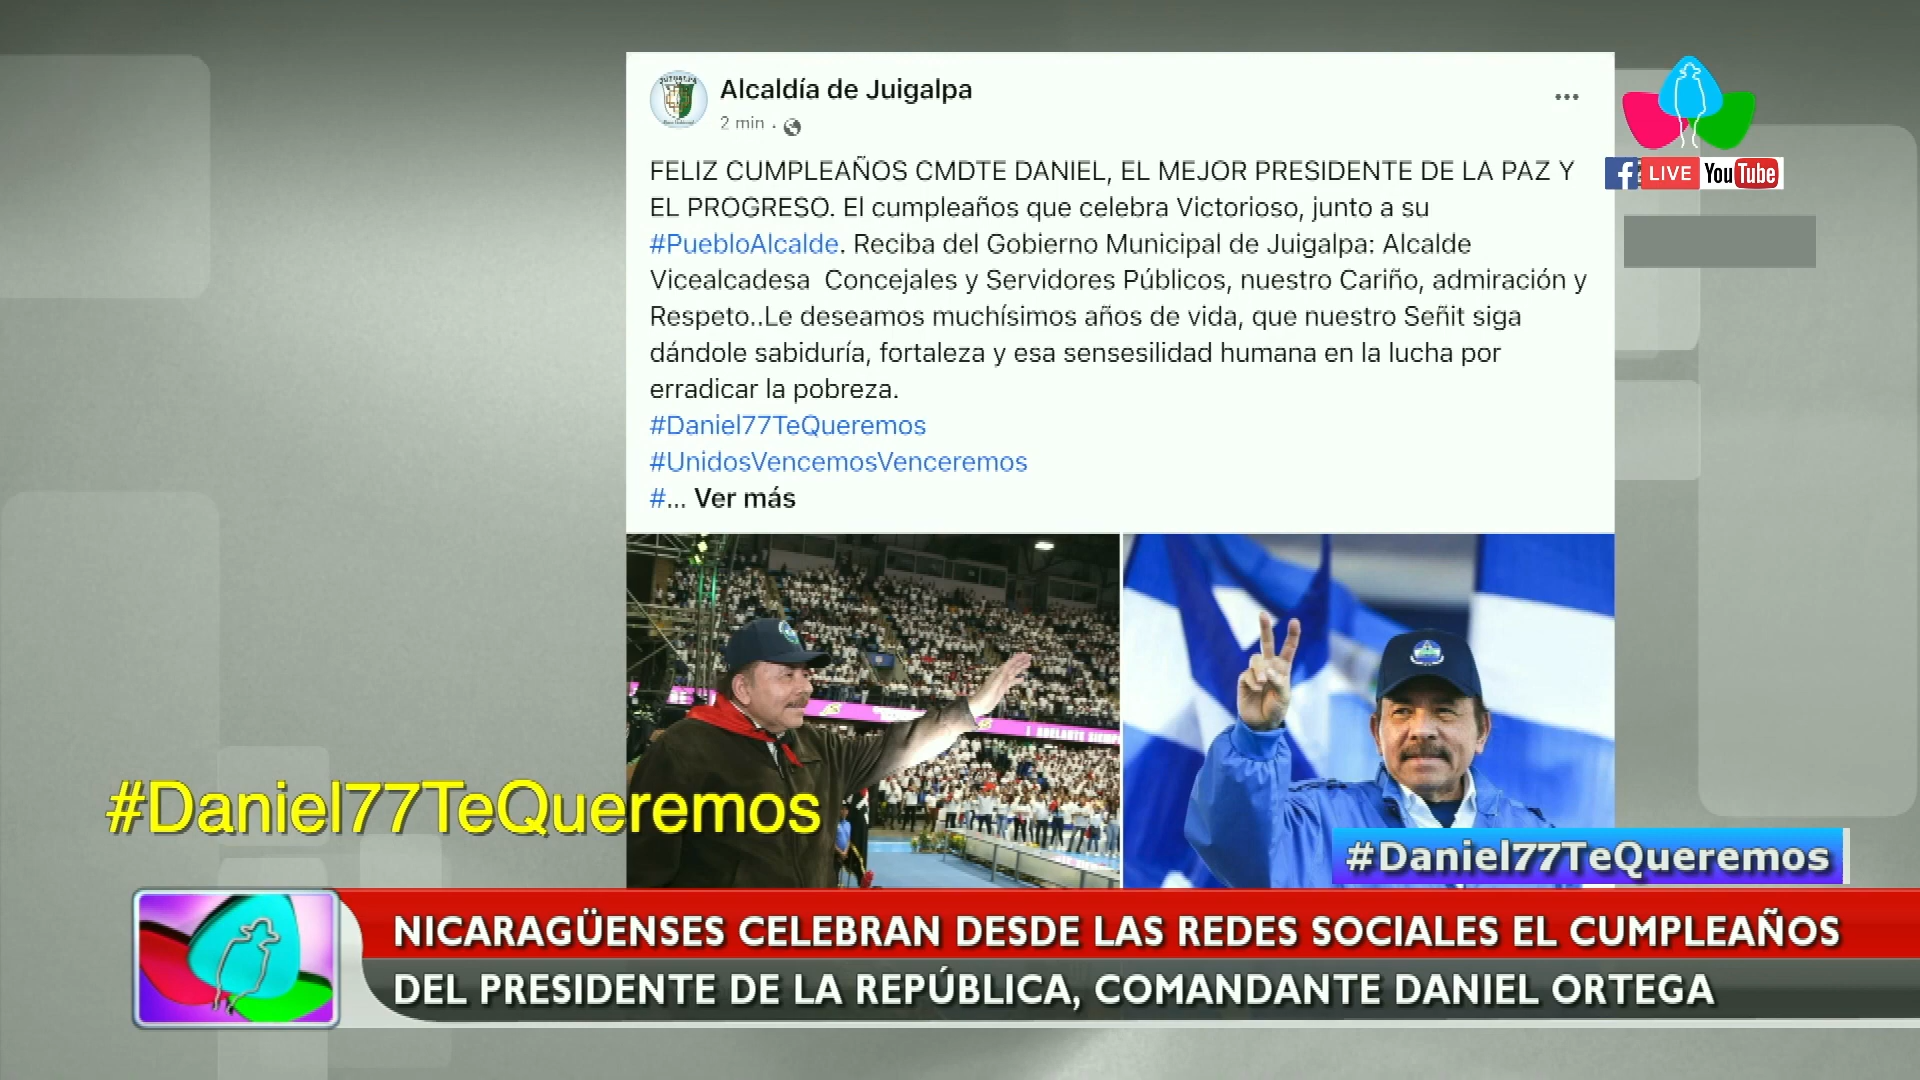 Alcaldía de Juigalpa
2 min ·
FELIZ CUMPLEAÑOS CMDTE DANIEL, EL MEJOR PRESIDENTE DE LA PAZ Y
EL PROGRESO. El cumpleaños que celebra Victorioso, junto a su
#PuebloAlcalde. Reciba del Gobierno Municipal de Juigalpa: Alcalde
Vicealcadesa  Concejales y Servidores Públicos, nuestro Cariño, admiración y
Respeto..Le deseamos muchísimos años de vida, que nuestro Señit siga
dándole sabiduría, fortaleza y esa sensesilidad humana en la lucha por
erradicar la pobreza.
#Daniel77TeQueremos
#UnidosVencemosVenceremos
#... Ver más
f LIVE YouTube
ADELANTE SIEMPR
#Daniel77TeQueremos
#Daniel77TeQueremos
NICARAGÜENSES CELEBRAN DESDE LAS REDES SOCIALES EL CUMPLEAÑOS
DEL PRESIDENTE DE LA REPÚBLICA, COMANDANTE DANIEL ORTEGA